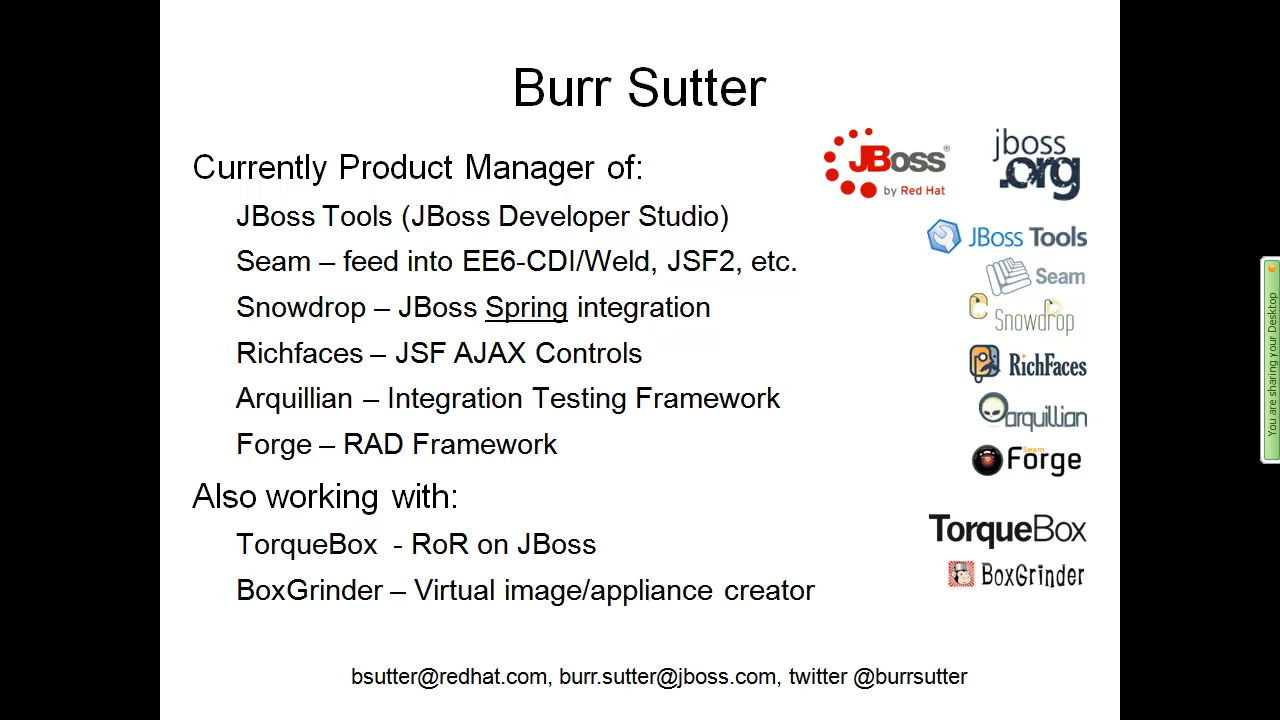 Burr Sutter
Currently Product Manager of:
JBoss Tools (JBoss Developer Studio)
Seam – feed into EE6-CDI/Weld, JSF2, etc.
Snowdrop – JBoss Spring integration
Richfaces – JSF AJAX Controls
Arquillian – Integration Testing Framework
Forge – RAD Framework
Also working with:
TorqueBox - RoR on JBoss
BoxGrinder – Virtual image/appliance creator
JBoss®
by Red Hat
jboss
.org
JBoss Tools
Seam
Snowdrop
RichFaces
arquillian
Seam
Forge
TorqueBox
BoxGrinder
bsutter@redhat.com, burr.sutter@jboss.com, twitter @burrsutter
You are sharing your Desktop